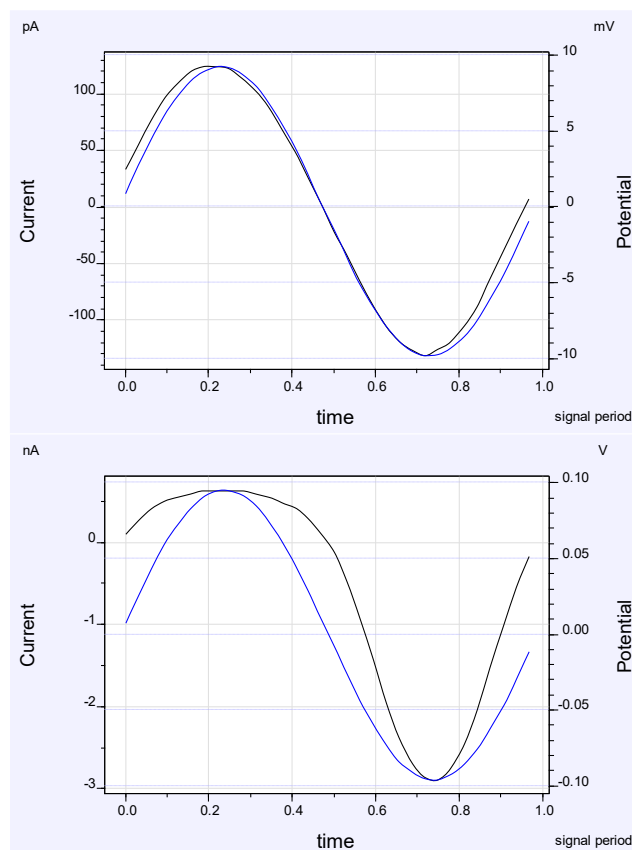 pA
mV
100
50
0
-50
-100
10
5
0
-5
-10
Current
Potential
0.0 0.2 0.4 0.6 0.8 1.0
time
signal period
nA
V
0
-1
-2
-3
0.10
0.05
0.00
-0.05
-0.10
Current
Potential
0.0 0.2 0.4 0.6 0.8 1.0
time
signal period